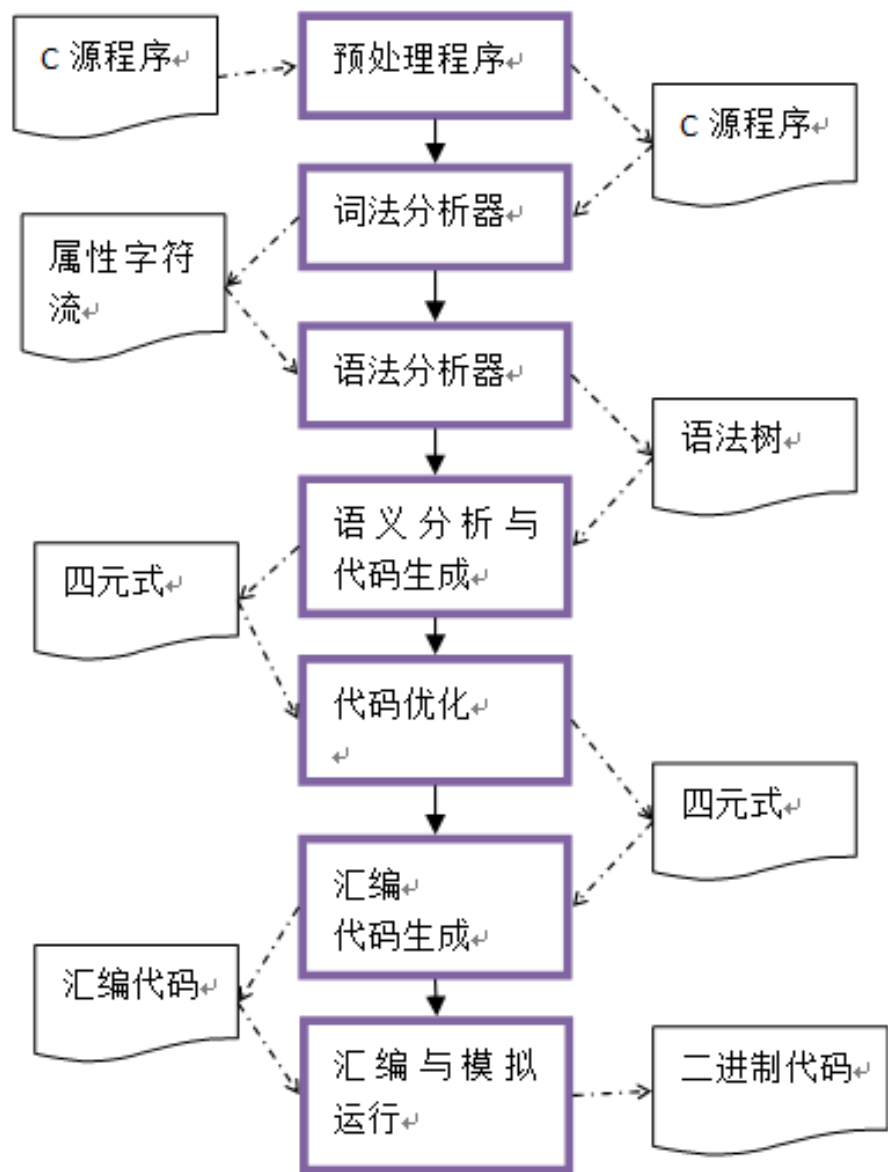 C 源程序
预处理程序
C 源程序
词法分析器
属性字符
流
语法分析器
语法树
语义分析与
代码生成
四元式
代码优化
四元式
汇编
代码生成
汇编代码
汇编与模拟
运行
二进制代码